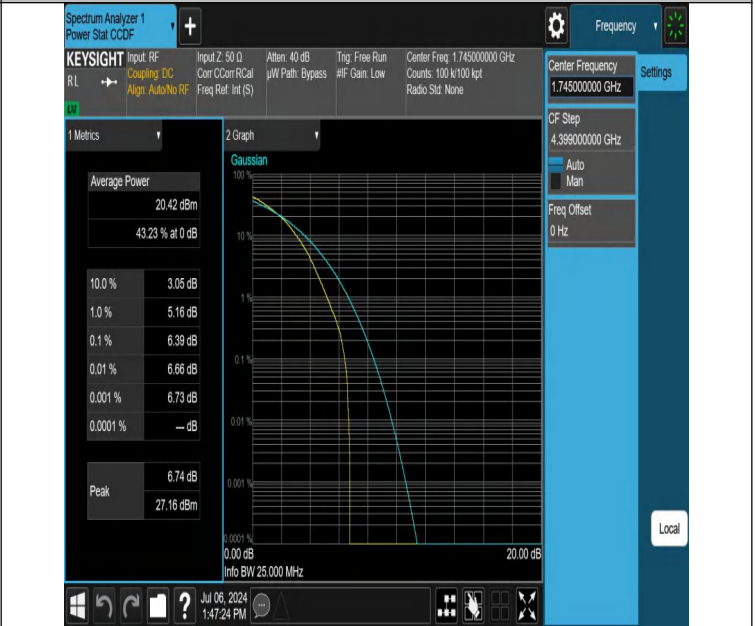 Spectrum Analyzer 1
Power Stat CCDF
+
Frequency
KEYSIGHT
RL
Input: RF
Coupling: DC
Align: Auto/No RF
Input Z: 50 Ω
Corr CCorr RCal
Freq Ref: Int (S)
Atten: 40 dB
µW Path: Bypass
Trig: Free Run
#IF Gain: Low
Center Freq: 1.745000000 GHz
Counts: 100 k/100 kpt
Radio Std: None
Center Frequency
1.745000000 GHz
Settings
CF Step
4.399000000 GHz
Auto
Man
Freq Offset
0 Hz
1 Metrics
Average Power
20.42 dBm
43.23 % at 0 dB
10.0 % 3.05 dB
1.0 % 5.16 dB
0.1 % 6.39 dB
0.01 % 6.66 dB
0.001 % 6.73 dB
0.0001 % --- dB
Peak
6.74 dB
27.16 dBm
2 Graph
Gaussian
100 %
10 %
1 %
0.1 %
0.01 %
0.001 %
0.0001 %
0.00 dB 20.00 dB
Info BW 25.000 MHz
Local
?
Jul 06, 2024
1:47:24 PM